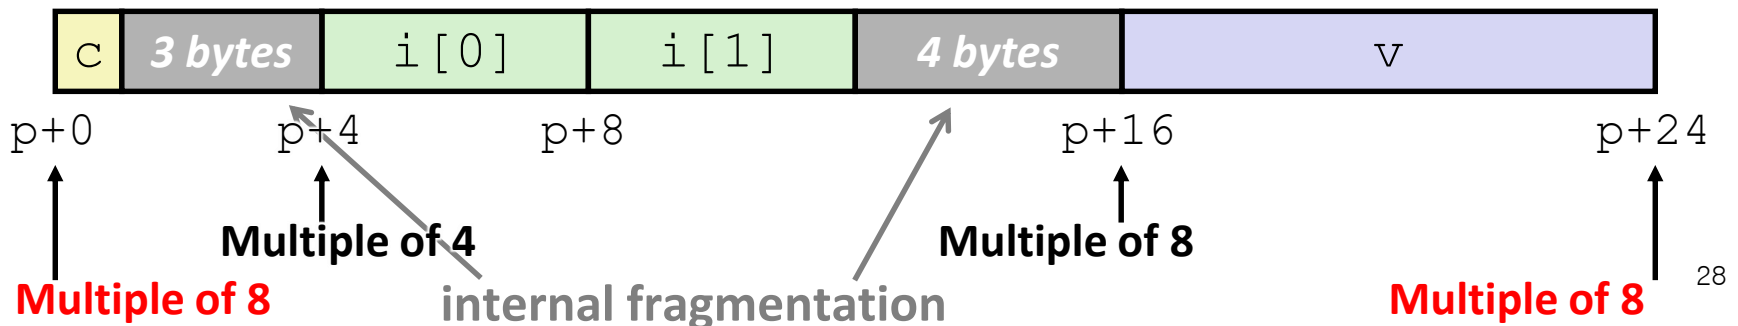 c 3 bytes i[0] i[1] 4 bytes v
p+0 p+4 p+8 p+16 p+24
Multiple of 4 Multiple of 8
Multiple of 8 internal fragmentation Multiple of 8 28